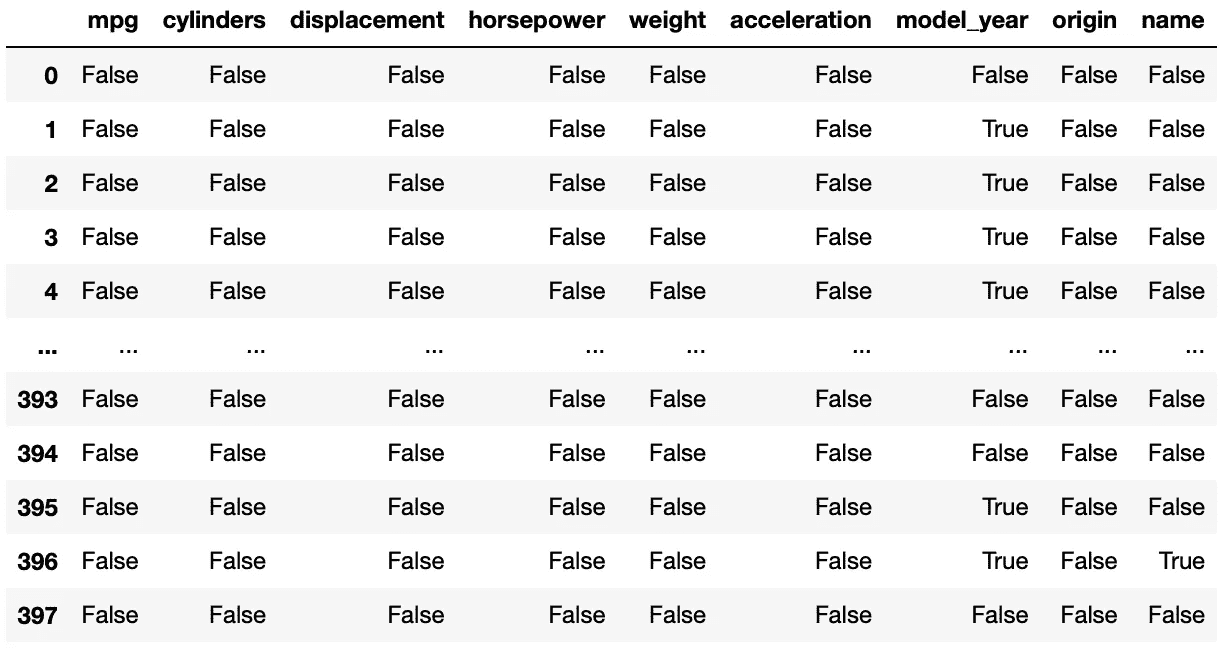 mpg cylinders displacement horsepower weight acceleration model_year origin name
0 False False False False False False False False False
1 False False False False False False True False False
2 False False False False False False True False False
3 False False False False False False True False False
4 False False False False False False True False False
... ... ... ... ... ... ... ... ... ...
393 False False False False False False False False False
394 False False False False False False False False False
395 False False False False False False True False False
396 False False False False False False True False True
397 False False False False False False False False False